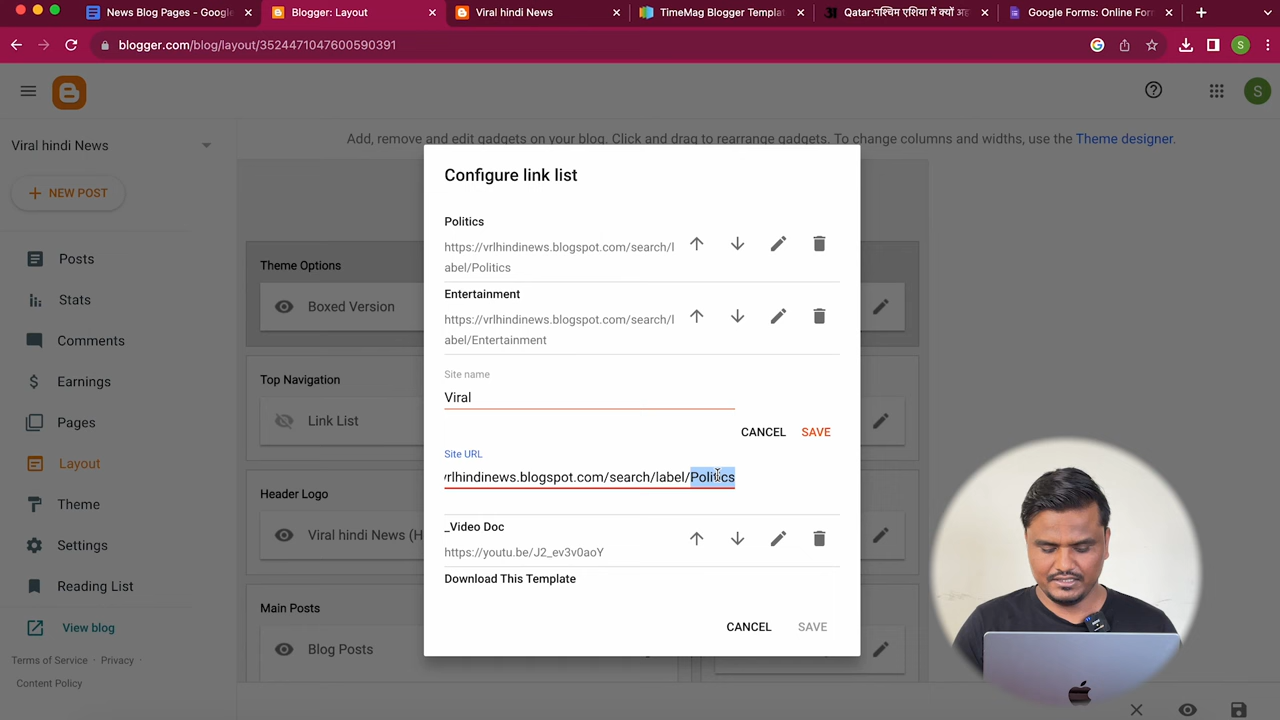 News Blog Pages - Google
Blogger: Layout
Viral hindi News
TimeMag Blogger Templat
Qatar:पश्चिम एशिया में क्यों अह
Google Forms: Online For
blogger.com/blog/layout/3524471047600590391
S
S
Viral hindi News
Add, remove and edit gadgets on your blog. Click and drag to rearrange gadgets. To change columns and widths, use the Theme designer.
NEW POST
Posts
Stats
Comments
Earnings
Pages
Layout
Theme
Settings
Reading List
View blog
Terms of Service · Privacy ·
Content Policy
Theme Options
Boxed Version
Top Navigation
Link List
Header Logo
Viral hindi News (H
Main Posts
Blog Posts
Configure link list
Politics
https://vrlhindinews.blogspot.com/search/l
abel/Politics
Entertainment
https://vrlhindinews.blogspot.com/search/l
abel/Entertainment
Site name
Viral
CANCEL SAVE
Site URL
vrlhindinews.blogspot.com/search/label/Politics
_Video Doc
https://youtu.be/J2_ev3v0aoY
Download This Template
CANCEL SAVE